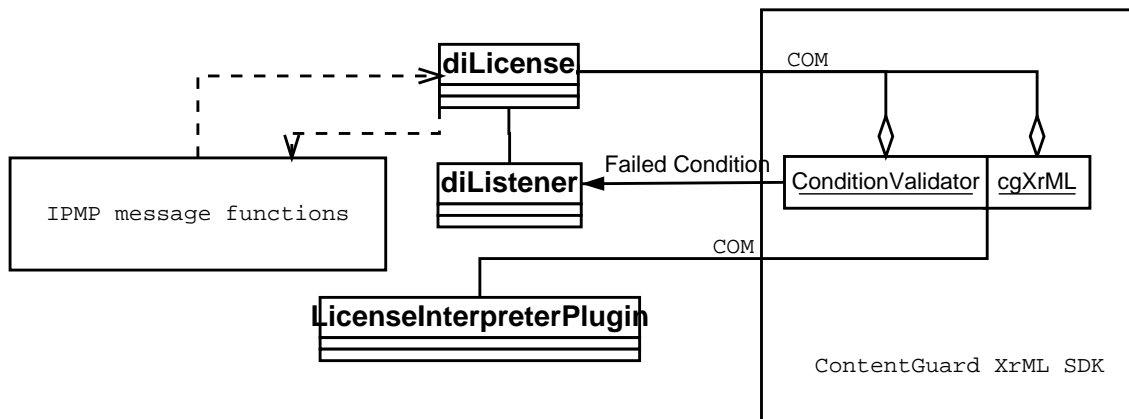 COM
diLicense
Failed Condition
diListener
ConditionValidator
cgXrML
IPMP message functions
COM
LicenseInterpreterPlugin
ContentGuard XrML SDK